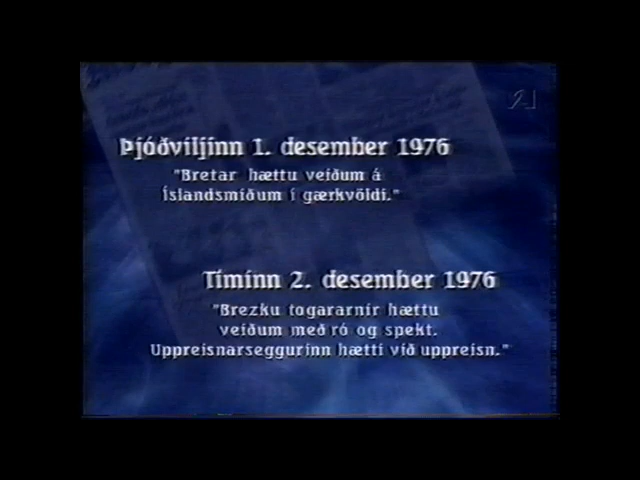 Þjóðviljinn 1. desember 1976
"Bretar hættu veiðum á
Íslandsmiðum í gærkvöldi."
Tíminn 2. desember 1976
"Brezku togararnir hættu
veiðum með ró og spekt.
Uppreisnarseggurinn hætti við uppreisn."